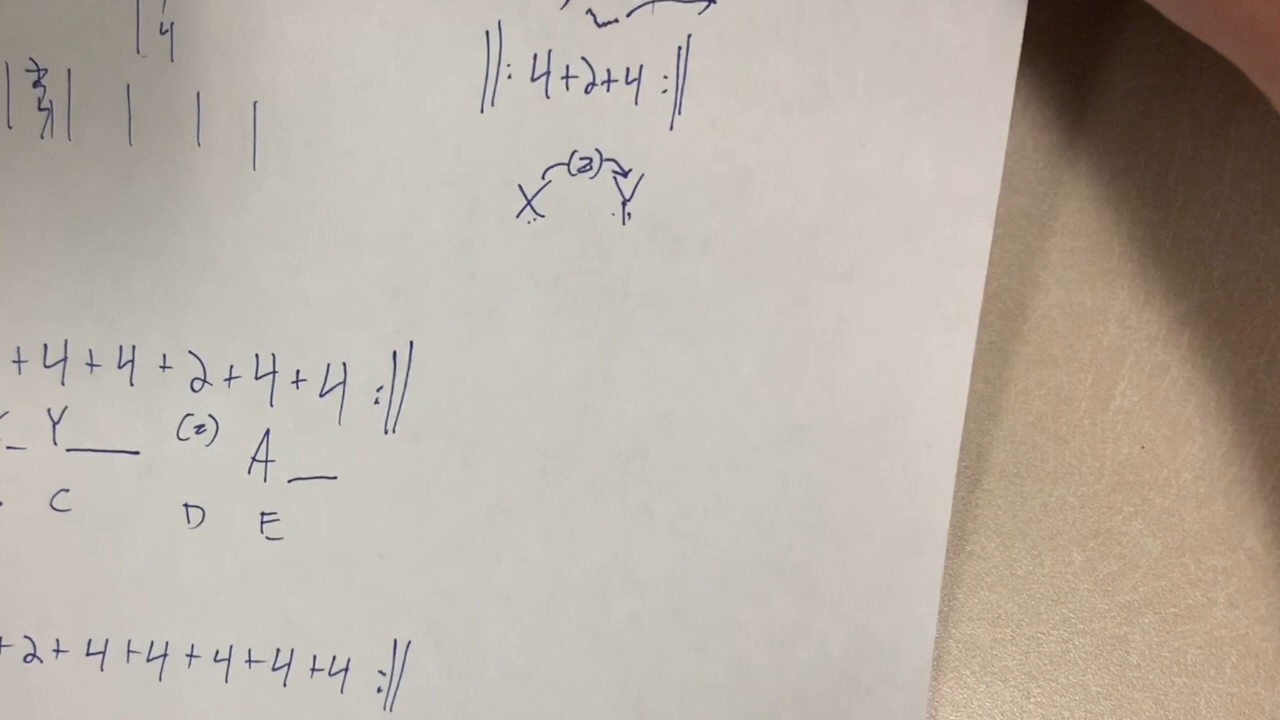 4
||: 4+2+4 :||
X (2) Y
+4+4+2+4+4 :||
Y (2) A
C D E
+2+4+4+4+4+4 :||